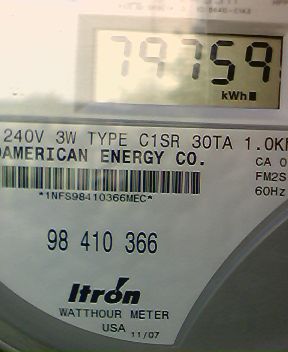 79759
kWh
240V 3W TYPE C1SR 30TA 1.0K
AMERICAN ENERGY CO.
CA 0
FM2S
*1NFS98410366MEC*
60Hz
98 410 366
Itrón
WATTHOUR METER
USA 11/07